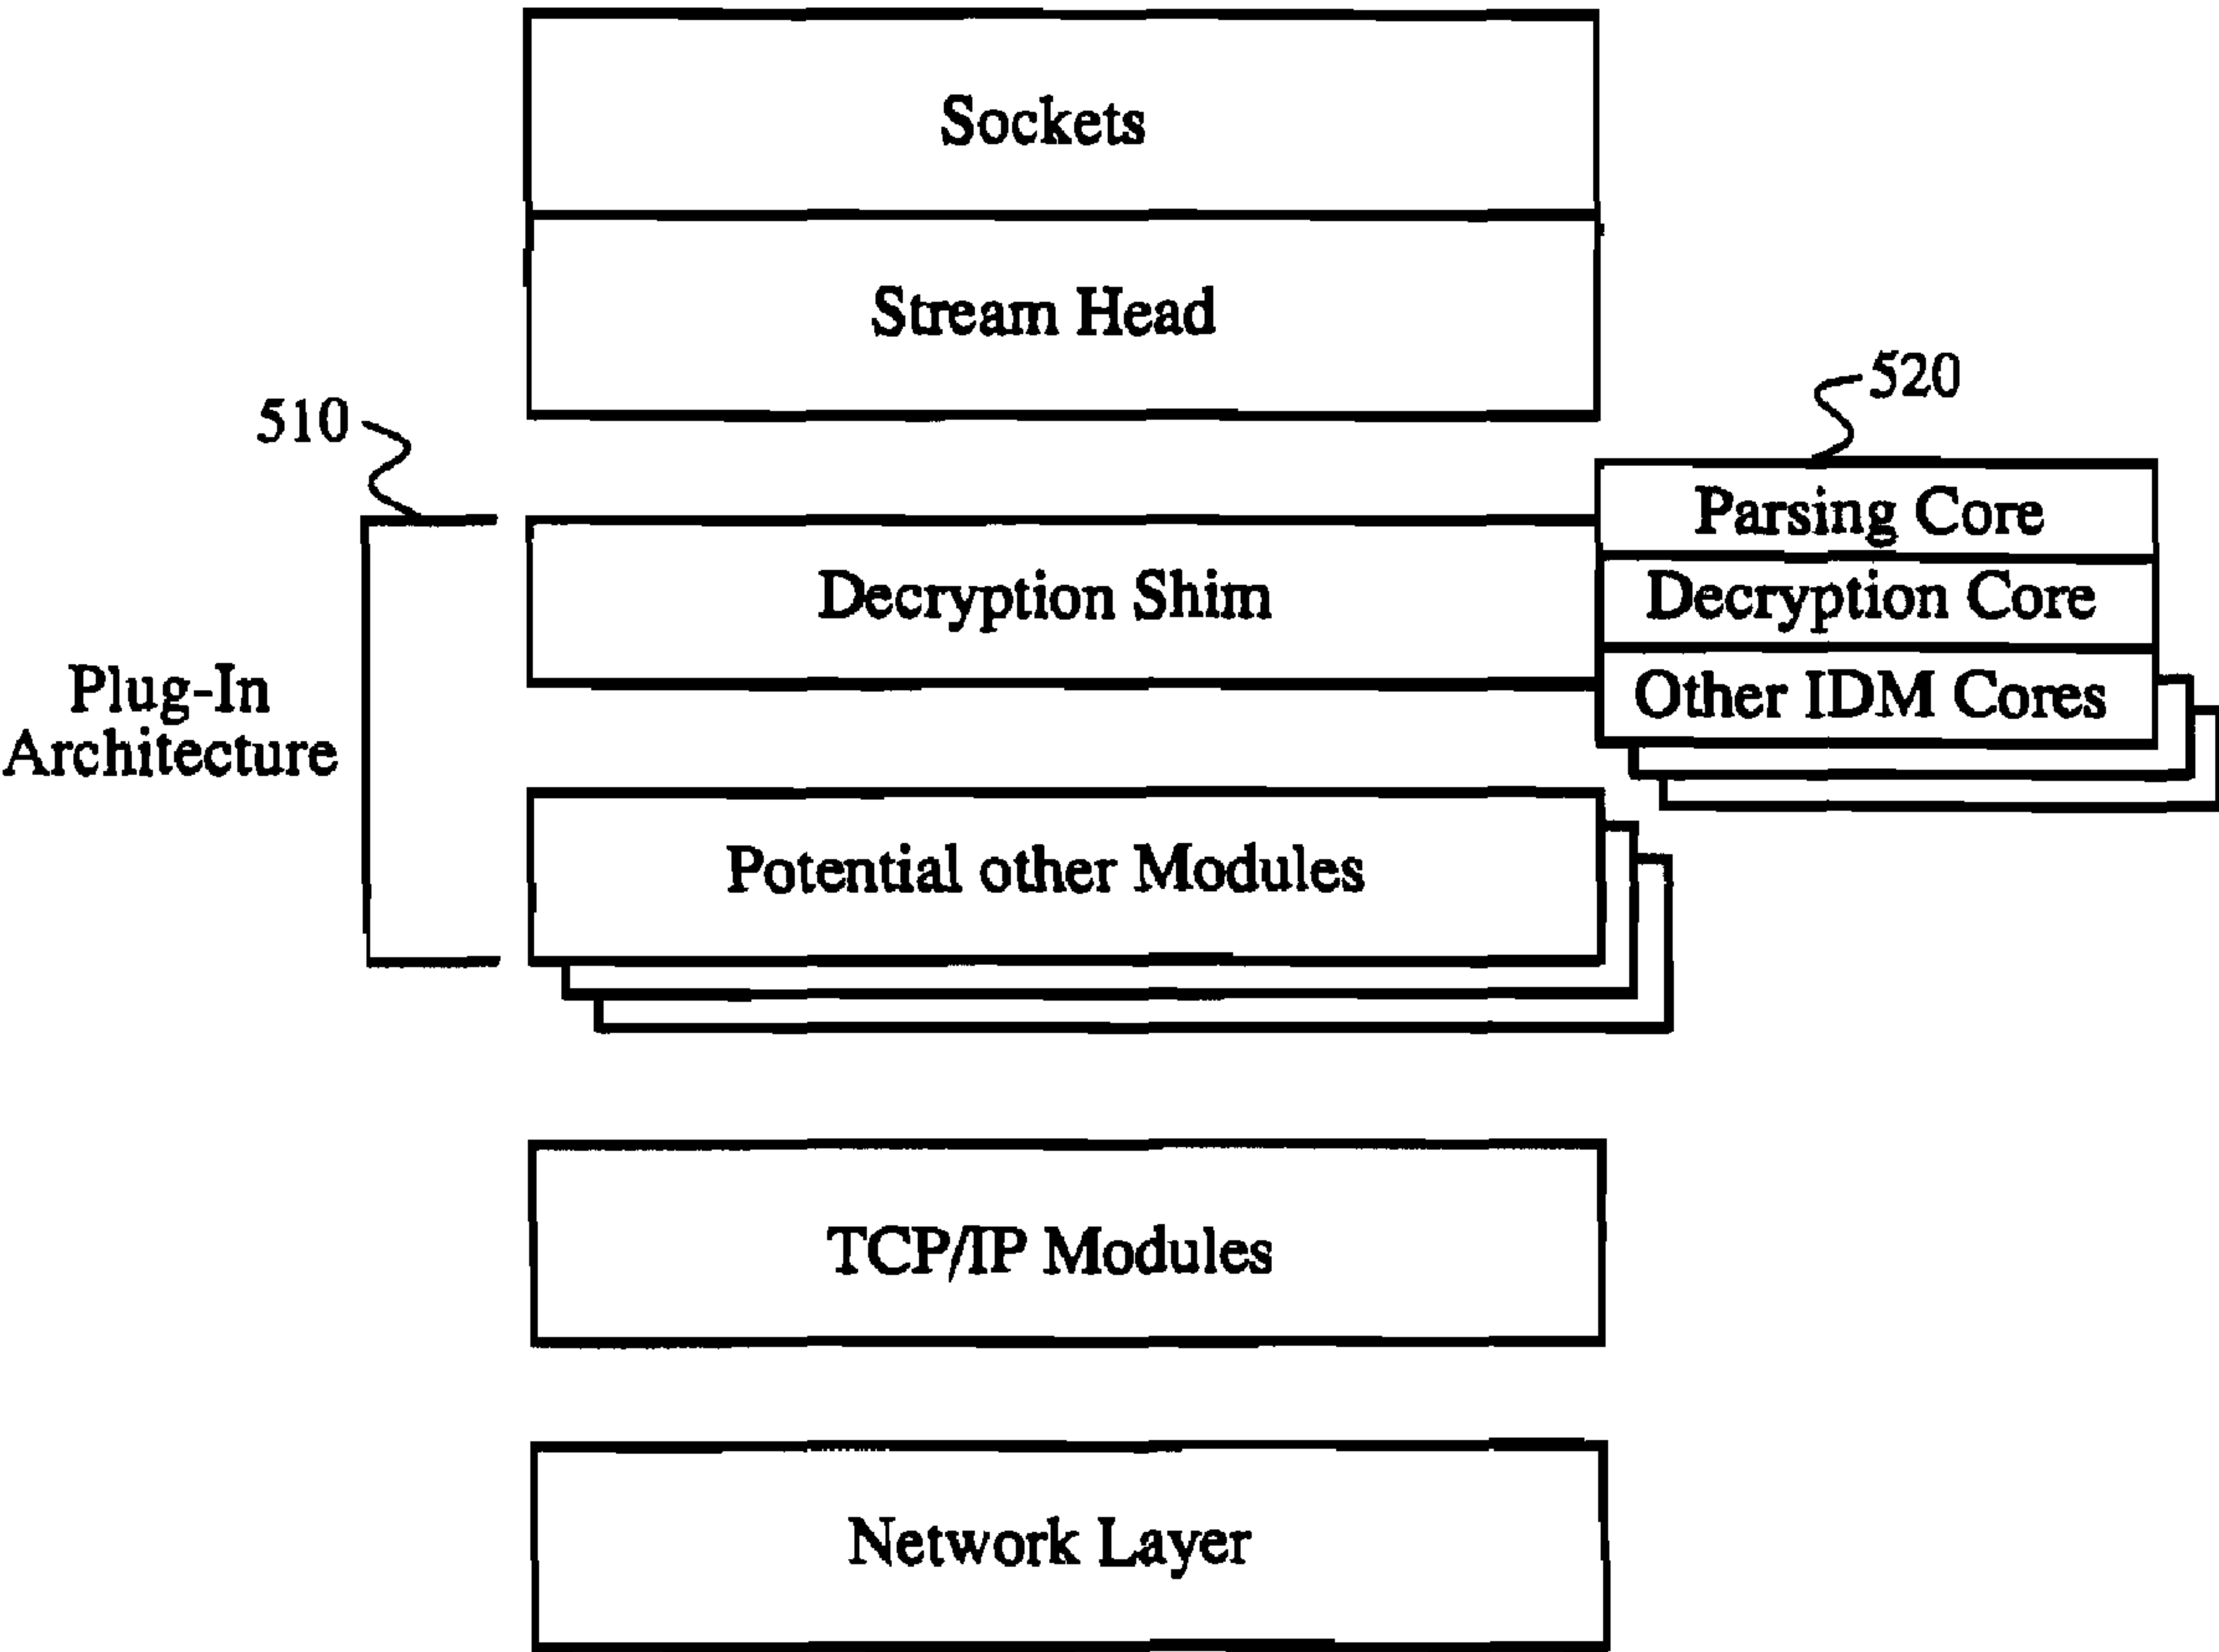 Sockets
Stream Head
510
520
Parsing Core
Decryption Shim
Decryption Core
Other IDM Cores
Plug-In
Architecture
Potential other Modules
TCP/IP Modules
Network Layer